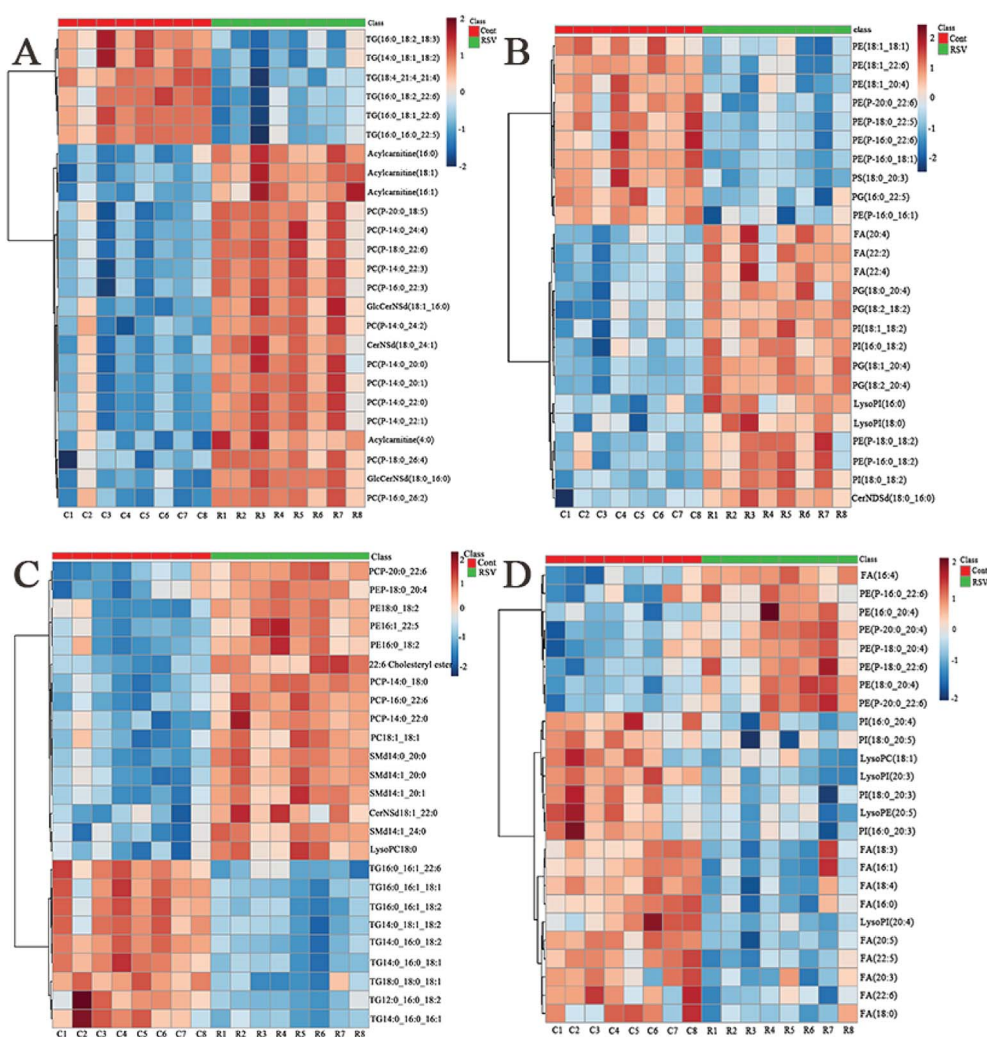 A
Class
2
1
0
-1
-2
Class
Cont
RSV
TG(16:0_18:2_18:3)
TG(14:0_18:1_18:2)
TG(18:4_21:4_21:4)
TG(16:0_18:2_22:6)
TG(16:0_18:1_22:6)
TG(16:0_16:0_22:5)
Acylcarnitine(16:0)
Acylcarnitine(18:1)
Acylcarnitine(16:1)
PC(P-20:0_18:5)
PC(P-14:0_24:4)
PC(P-18:0_22:6)
PC(P-14:0_22:3)
PC(P-16:0_22:3)
GlcCerNSd(18:1_16:0)
PC(P-14:0_24:2)
CerNSd(18:0_24:1)
PC(P-14:0_20:0)
PC(P-14:0_20:1)
PC(P-14:0_22:0)
PC(P-14:0_22:1)
Acylcarnitine(4:0)
PC(P-18:0_26:4)
GlcCerNSd(18:0_16:0)
PC(P-16:0_26:2)
C1 C2 C3 C4 C5 C6 C7 C8 R1 R2 R3 R4 R5 R6 R7 R8
B
class
2
1
0
-1
-2
Class
Cont
RSV
PE(18:1_18:1)
PE(18:1_22:6)
PE(18:1_20:4)
PE(P-20:0_22:6)
PE(P-18:0_22:5)
PE(P-16:0_22:6)
PE(P-16:0_18:1)
PS(18:0_20:3)
PG(16:0_22:5)
PE(P-16:0_16:1)
FA(20:4)
FA(22:2)
FA(22:4)
PG(18:0_20:4)
PG(18:2_18:2)
PI(18:1_18:2)
PI(16:0_18:2)
PG(18:1_20:4)
PG(18:2_20:4)
LysoPI(16:0)
LysoPI(18:0)
PE(P-18:0_18:2)
PE(P-16:0_18:2)
PI(18:0_18:2)
CerNDSd(18:0_16:0)
C1 C2 C3 C4 C5 C6 C7 C8 R1 R2 R3 R4 R5 R6 R7 R8
C
Class
2
1
0
-1
-2
Class
Cont
RSV
PCP-20:0_22:6
PEP-18:0_20:4
PE18:0_18:2
PE16:1_22:5
PE16:0_18:2
22:6 Cholesteryl ester
PCP-14:0_18:0
PCP-16:0_22:6
PCP-14:0_22:0
PC18:1_18:1
SMd14:0_20:0
SMd14:1_20:0
SMd14:1_20:1
CerNSd18:1_22:0
SMd14:1_24:0
LysoPC18:0
TG16:0_16:1_22:6
TG16:0_16:1_18:1
TG16:0_16:1_18:2
TG14:0_18:1_18:2
TG14:0_16:0_18:2
TG14:0_16:0_18:1
TG18:0_18:0_18:1
TG12:0_16:0_18:2
TG14:0_16:0_16:1
C1 C2 C3 C4 C5 C6 C7 C8 R1 R2 R3 R4 R5 R6 R7 R8
D
Class
2
1
0
-1
-2
Class
Cont
RSV
FA(16:4)
PE(P-16:0_22:6)
PE(16:0_20:4)
PE(P-20:0_20:4)
PE(P-18:0_20:4)
PE(P-18:0_22:6)
PE(18:0_20:4)
PE(P-20:0_22:6)
PI(16:0_20:4)
PI(18:0_20:5)
LysoPC(18:1)
LysoPI(20:3)
PI(18:0_20:3)
LysoPE(20:5)
PI(16:0_20:3)
FA(18:3)
FA(16:1)
FA(18:4)
FA(16:0)
LysoPI(20:4)
FA(20:5)
FA(22:5)
FA(20:3)
FA(22:6)
FA(18:0)
C1 C2 C3 C4 C5 C6 C7 C8 R1 R2 R3 R4 R5 R6 R7 R8